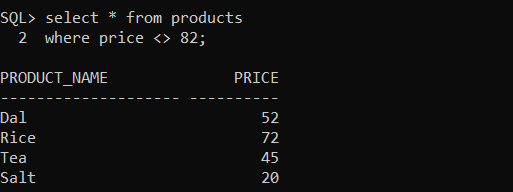 SQL> select * from products
  2  where price <> 82;
PRODUCT_NAME              PRICE
-------------------- ----------
Dal                          52
Rice                         72
Tea                          45
Salt                         20